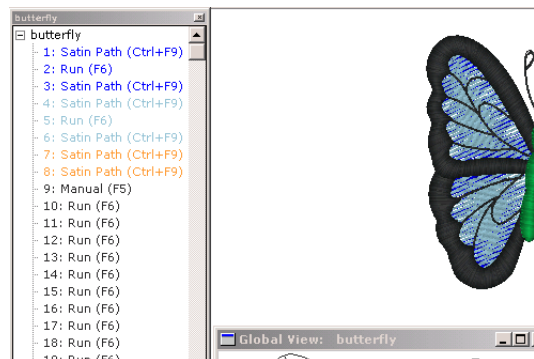 butterfly
butterfly
1: Satin Path (Ctrl+F9)
2: Run (F6)
3: Satin Path (Ctrl+F9)
4: Satin Path (Ctrl+F9)
5: Run (F6)
6: Satin Path (Ctrl+F9)
7: Satin Path (Ctrl+F9)
8: Satin Path (Ctrl+F9)
9: Manual (F5)
10: Run (F6)
11: Run (F6)
12: Run (F6)
13: Run (F6)
14: Run (F6)
15: Run (F6)
16: Run (F6)
17: Run (F6)
18: Run (F6)
19: Run (F6)
Global View: butterfly